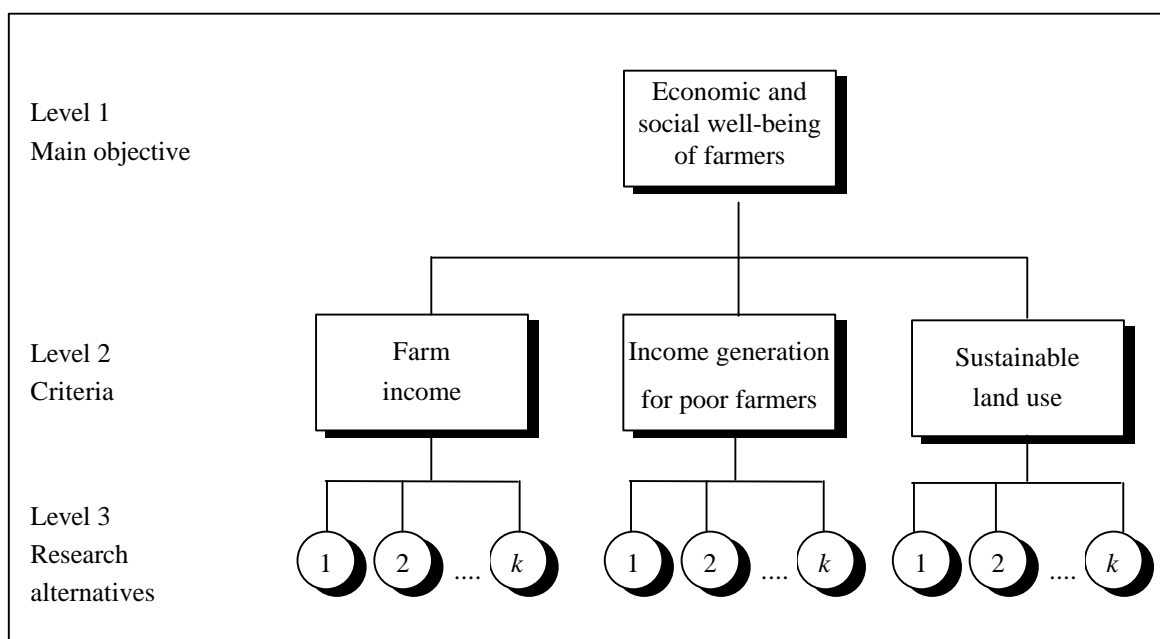 Level 1
Main objective
Economic and
social well-being
of farmers
Level 2
Criteria
Farm
income
Income generation
for poor farmers
Sustainable
land use
Level 3
Research
alternatives
1 2 .... k
1 2 .... k
1 2 .... k